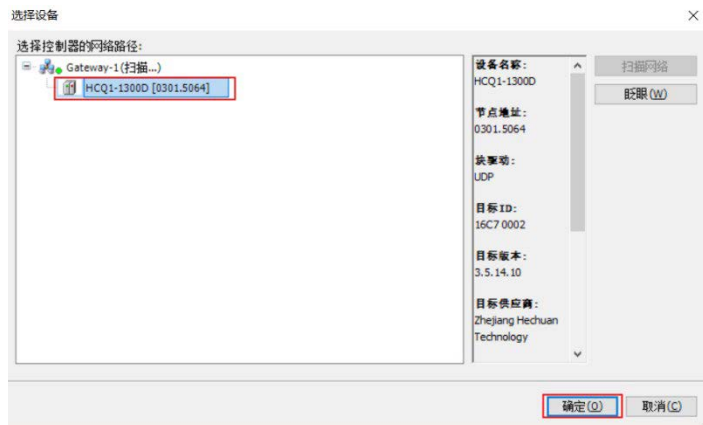 选择设备
选择控制器的网络路径:
Gateway-1(扫描...)
HCQ1-1300D [0301.5064]
设备名称:
HCQ1-1300D
节点地址:
0301.5064
块驱动:
UDP
目标ID:
16C7 0002
目标版本:
3.5.14.10
目标供应商:
Zhejiang Hechuan
Technology
扫描网络
眨眼(W)
确定(O)
取消(C)